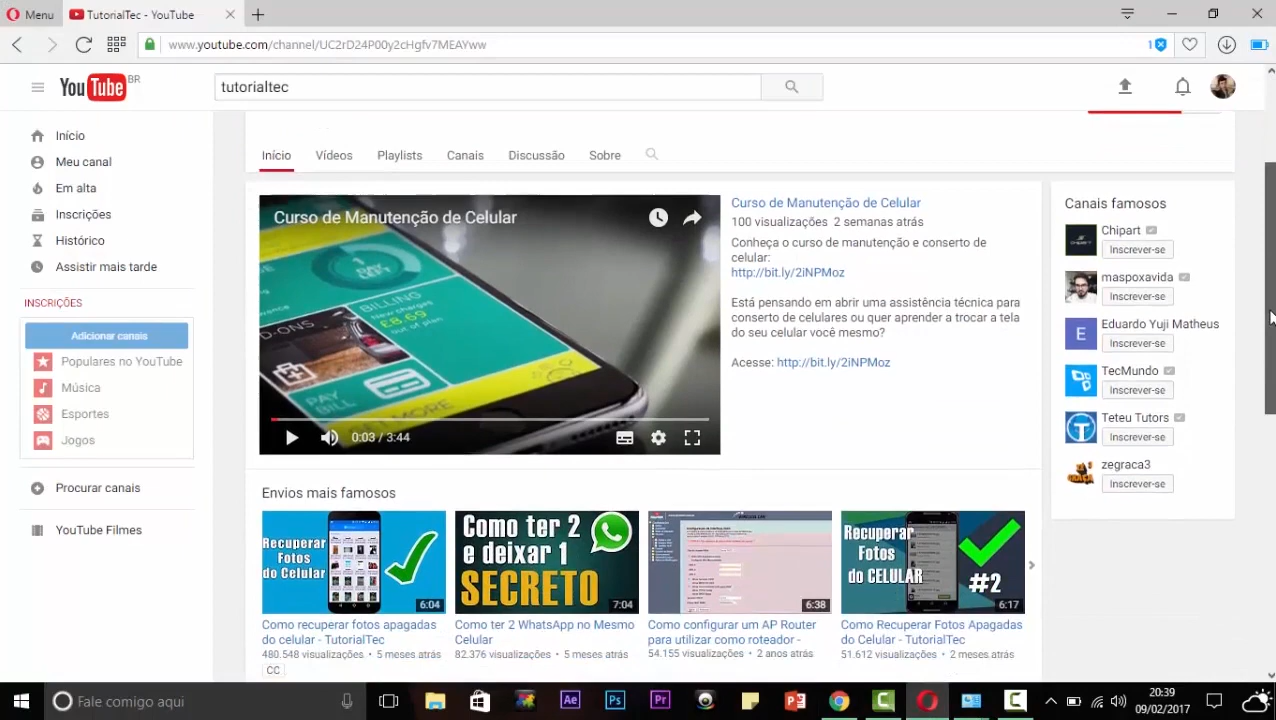 Menu
TutorialTec - YouTube
www.youtube.com/channel/UC2rD24P00y2cHgfv7MEAYww
1
YouTube BR
tutorialtec
Início
Meu canal
Em alta
Inscrições
Histórico
Assistir mais tarde
INSCRIÇÕES
Adicionar canais
Populares no YouTube
Música
Esportes
Jogos
Procurar canais
YouTube Filmes
Início Vídeos Playlists Canais Discussão Sobre
Curso de Manutenção de Celular
BILLING
£8.69
ADD-ONS
PAY
0:03 / 3:44
Curso de Manutenção de Celular
100 visualizações 2 semanas atrás
Conheça o curso de manutenção e conserto de
celular:
http://bit.ly/2iNPMoz
Está pensando em abrir uma assistência técnica para
conserto de celulares ou quer aprender a trocar a tela
do seu celular você mesmo?
Acesse: http://bit.ly/2iNPMoz
Canais famosos
Chipart
Inscrever-se
maspoxavida
Inscrever-se
E
Eduardo Yuji Matheus
Inscrever-se
TecMundo
Inscrever-se
Teteu Tutors
Inscrever-se
zegraca3
Inscrever-se
Envios mais famosos
Recuperar
Fotos
do Celular
6:04
Como recuperar fotos apagadas
do celular - TutorialTec
480.548 visualizações • 5 meses atrás
CC
Como ter 2
e deixar 1
SECRETO
7:04
Como ter 2 WhatsApp no Mesmo
Celular
82.376 visualizações • 5 meses atrás
6:38
Como configurar um AP Router
para utilizar como roteador -
54.155 visualizações • 2 anos atrás
Recuperar
Fotos
do CELULAR
#2
6:17
Como Recuperar Fotos Apagadas
do Celular - TutorialTec
51.612 visualizações • 2 meses atrás
Fale comigo aqui
Ae
Ps
Pr
20:39
09/02/2017